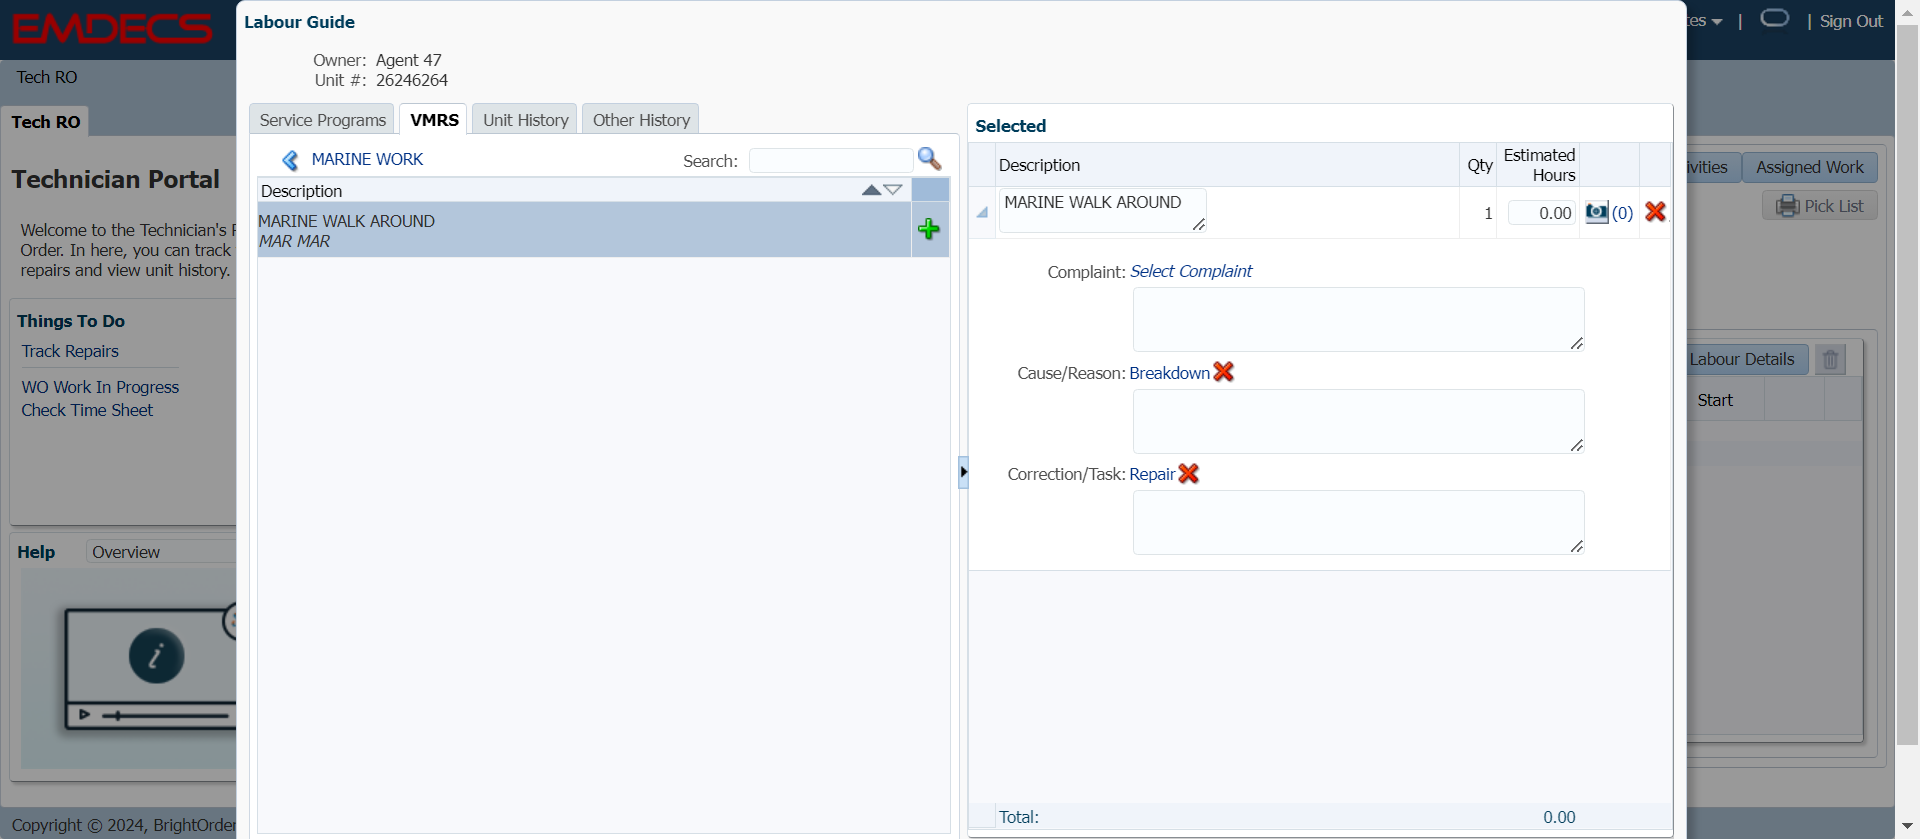 EMDECS
tes | | Sign Out
Tech RO
Tech RO
Technician Portal
Welcome to the Technician's
Order. In here, you can track
repairs and view unit history.
Things To Do
Track Repairs
WO Work In Progress
Check Time Sheet
Help Overview
i
Copyright © 2024, BrightOrder
Labour Guide
Owner: Agent 47
Unit #: 26246264
Service Programs VMRS Unit History Other History
MARINE WORK Search:
Description
MARINE WALK AROUND
MAR MAR
Selected
Description Qty Estimated
Hours
MARINE WALK AROUND 1 0.00 (0)
Complaint: Select Complaint
Cause/Reason: Breakdown
Correction/Task: Repair
Total: 0.00
ivities Assigned Work
Pick List
Labour Details
Start